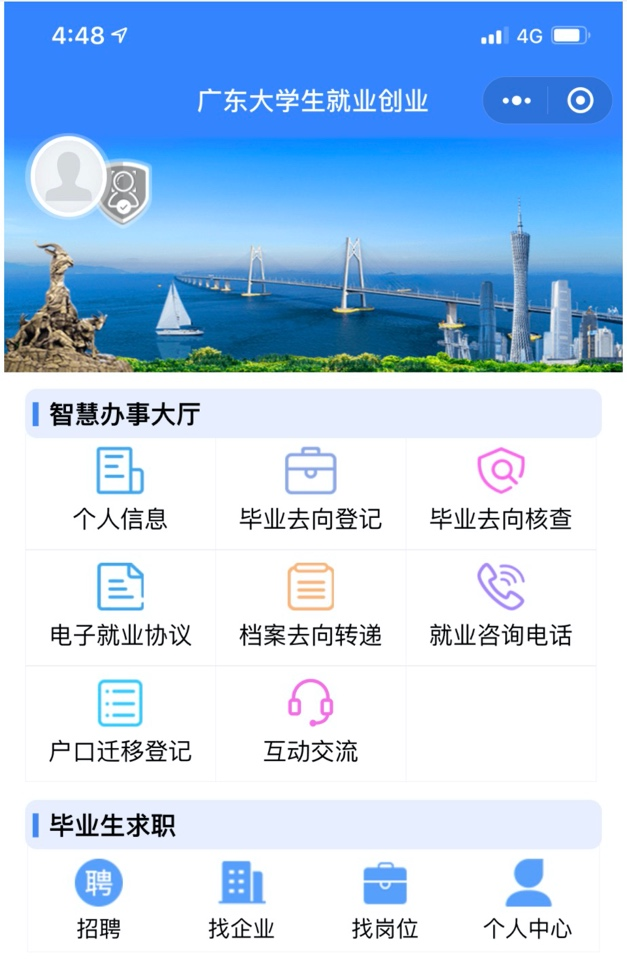 4:48 4G
广东大学生就业创业
智慧办事大厅
个人信息 毕业去向登记 毕业去向核查
电子就业协议 档案去向转递 就业咨询电话
户口迁移登记 互动交流
毕业生求职
聘
招聘 找企业 找岗位 个人中心